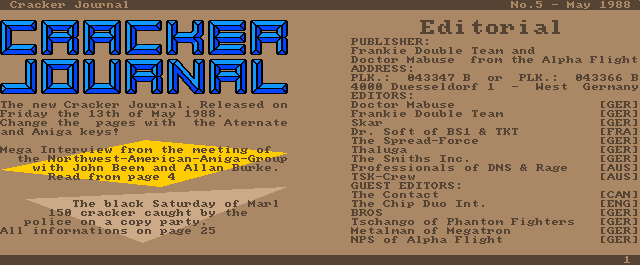 Cracker Journal
No.5 - May 1988
CRACKER
JOURNAL
The new Cracker Journal. Released on
Friday the 13th of May 1988.
Change the pages with the Aternate
and Amiga keys!
Mega Interview from the meeting of
the Northwest-American-Amiga-Group
with John Beem and Allan Burke.
Read from page 4
The black Saturday of Marl
150 cracker caught by the
police on a copy party.
All informations on page 25
Editorial
PUBLISHER:
Frankie Double Team and
Doctor Mabuse from the Alpha Flight
ADDRESS:
PLK.: 043347 B or PLK.: 043366 B
4000 Duesseldorf 1 - West Germany
EDITORS:
Doctor Mabuse [GER]
Frankie Double Team [GER]
Skar [GER]
Dr. Soft of BS1 & TKT [FRA]
The Spread-Force [GER]
Thaluga [GER]
The Smiths Inc. [GER]
Professionals of DNS & Rage [AUS]
TSK-Crew [AUS]
GUEST EDITORS:
The Contact [CAN]
The Chip Duo Int. [ENG]
BROS [GER]
Tschango of Phantom Fighters [GER]
Metalman of Megatron [GER]
NPS of Alpha Flight [GER]
1